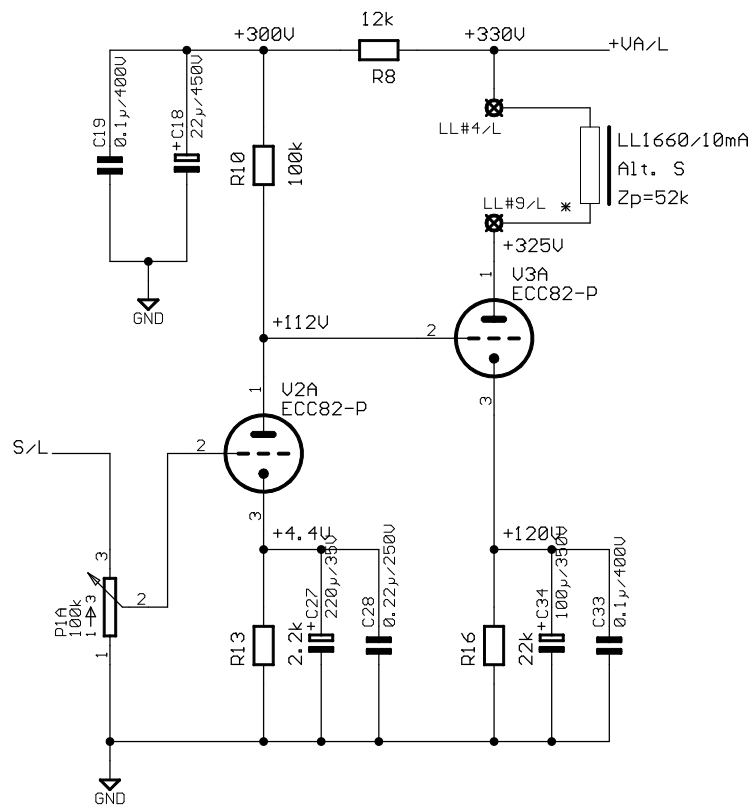 12k
+300V
+330V
+VA/L
R8
C19
0.1µ/400V
+C18
22µ/450V
R10
100k
LL#4/L
LL1660/10mA
Alt. S
Zp=52k
LL#9/L
*
+325V
1
V3A
ECC82-P
GND
+112V
2
3
1
V2A
ECC82-P
S/L
2
3
+4.4V
+120V
3
P1A
100k
1 3
2
1
R13
2.2k
+C27
220µ/35V
C28
0.22µ/250V
R16
22k
+C34
100µ/350V
C33
0.1µ/400V
GND